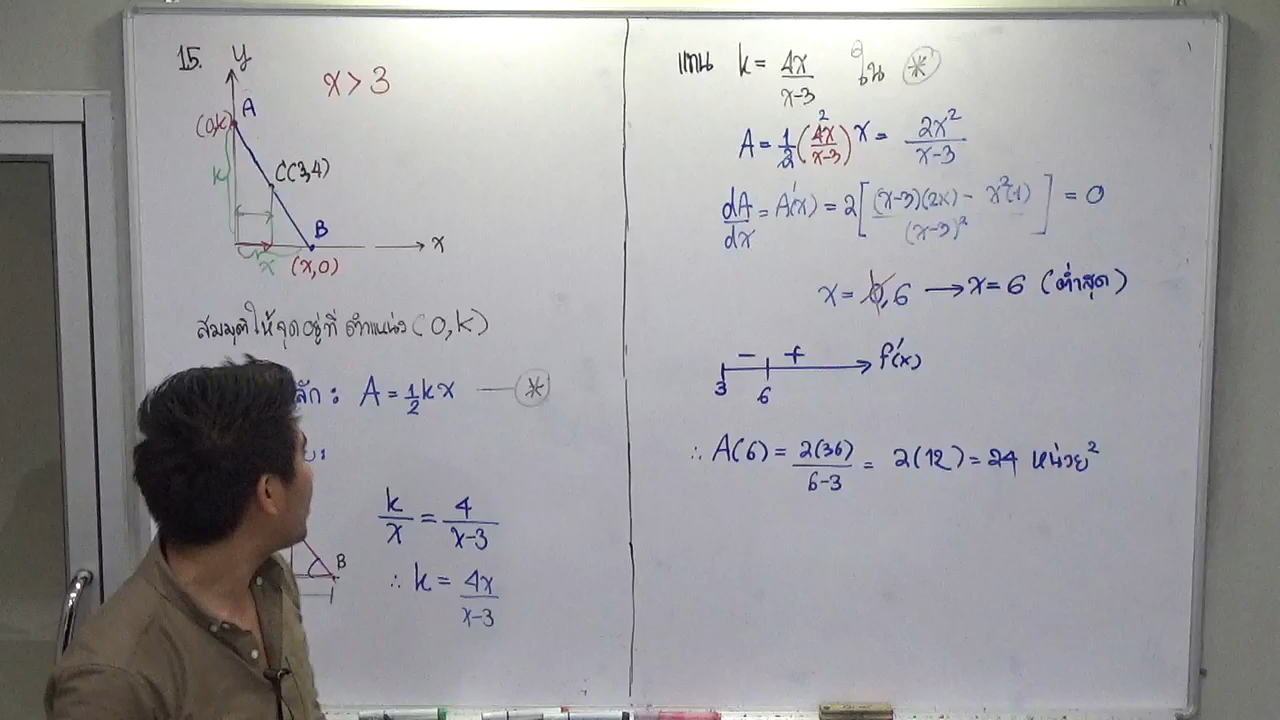 15.
y
x > 3
A
(0,k)
C(3,4)
k
B
x
x (x,0)
สมมุติให้จุดอยู่ที่ ตำแหน่ง (0,k)
ลัก : A = 1/2 kx — *
ย:
k/x = 4/(x-3)
B
∴ k = 4x/(x-3)
แทน k = 4x/(x-3) ใน *
A = 1/2 (4x/(x-3)) x = 2x²/(x-3)
2
dA/dx = A'(x) = 2[((x-3)(2x) - x²(1))/(x-3)²] = 0
x = 0, 6 → x = 6 (ต่ำสุด)
- +
f'(x)
3 6
∴ A(6) = 2(36)/(6-3) = 2(12) = 24 หน่วย²